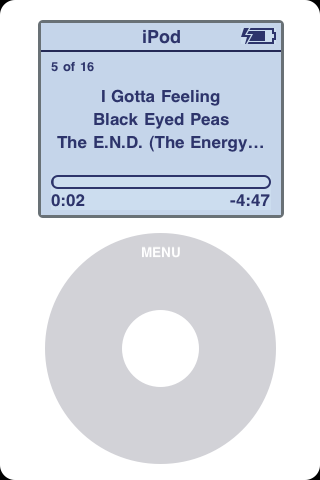 iPod
5 of 16
I Gotta Feeling
Black Eyed Peas
The E.N.D. (The Energy…
0:02 -4:47
MENU